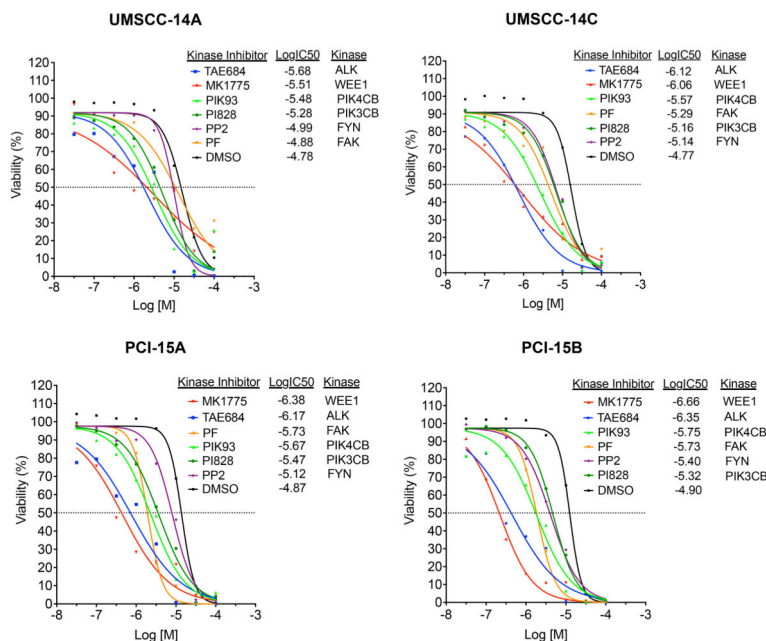 UMSCC-14A
Kinase Inhibitor LogIC50 Kinase
TAE684 -5.68 ALK
MK1775 -5.51 WEE1
PIK93 -5.48 PIK4CB
PI828 -5.28 PIK3CB
PP2 -4.99 FYN
PF -4.88 FAK
DMSO -4.78
Viability (%)
120
110
100
90
80
70
60
50
40
30
20
10
0
-8 -7 -6 -5 -4 -3
Log [M]
UMSCC-14C
Kinase Inhibitor LogIC50 Kinase
TAE684 -6.12 ALK
MK1775 -6.06 WEE1
PIK93 -5.57 PIK4CB
PF -5.29 FAK
PI828 -5.16 PIK3CB
PP2 -5.14 FYN
DMSO -4.77
Viability (%)
120
110
100
90
80
70
60
50
40
30
20
10
0
-8 -7 -6 -5 -4 -3
Log [M]
PCI-15A
Kinase Inhibitor LogIC50 Kinase
MK1775 -6.38 WEE1
TAE684 -6.17 ALK
PF -5.73 FAK
PIK93 -5.67 PIK4CB
PI828 -5.47 PIK3CB
PP2 -5.12 FYN
DMSO -4.87
Viability (%)
120
110
100
90
80
70
60
50
40
30
20
10
0
-8 -7 -6 -5 -4 -3
Log [M]
PCI-15B
Kinase Inhibitor LogIC50 Kinase
MK1775 -6.66 WEE1
TAE684 -6.35 ALK
PIK93 -5.75 PIK4CB
PF -5.73 FAK
PP2 -5.40 FYN
PI828 -5.32 PIK3CB
DMSO -4.90
Viability (%)
120
110
100
90
80
70
60
50
40
30
20
10
0
-8 -7 -6 -5 -4 -3
Log [M]